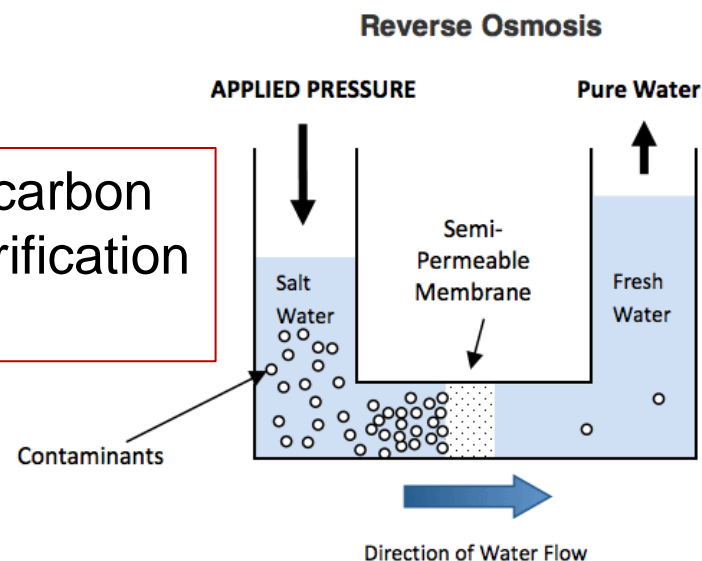 Reverse Osmosis
APPLIED PRESSURE
Pure Water
carbon
rification
Semi-
Permeable
Membrane
Salt
Water
Fresh
Water
Contaminants
Direction of Water Flow